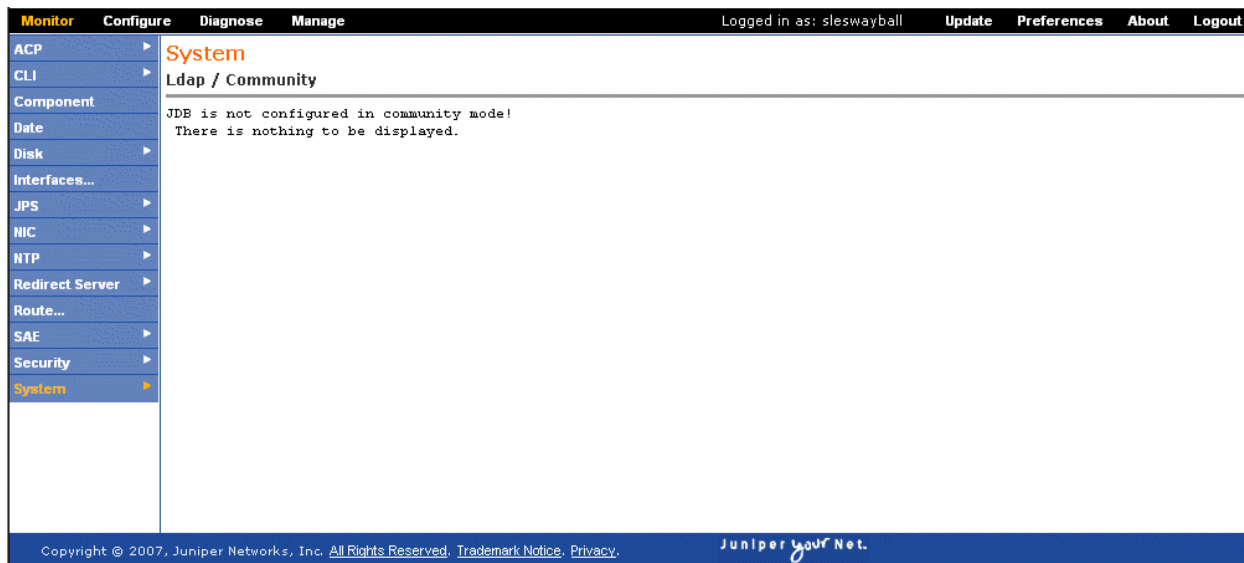 Monitor Configure Diagnose Manage Logged in as: sleswayball Update Preferences About Logout
ACP
CLI
Component
Date
Disk
Interfaces...
JPS
NIC
NTP
Redirect Server
Route...
SAE
Security
System
System
Ldap / Community
JDB is not configured in community mode!
There is nothing to be displayed.
Copyright © 2007, Juniper Networks, Inc. All Rights Reserved. Trademark Notice. Privacy.
Juniper your Net.